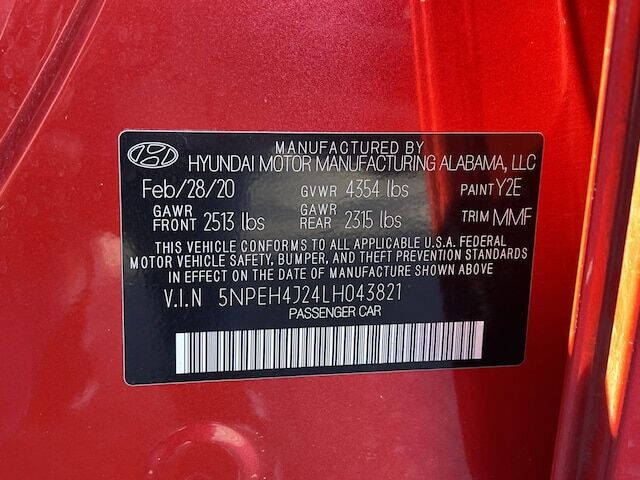 MANUFACTURED BY
HYUNDAI MOTOR MANUFACTURING ALABAMA, LLC
Feb/28/20 GVWR 4354 lbs PAINT Y2E
GAWR FRONT 2513 lbs GAWR REAR 2315 lbs TRIM MMF
THIS VEHICLE CONFORMS TO ALL APPLICABLE U.S.A. FEDERAL
MOTOR VEHICLE SAFETY, BUMPER, AND THEFT PREVENTION STANDARDS
IN EFFECT ON THE DATE OF MANUFACTURE SHOWN ABOVE
V.I.N 5NPEH4J24LH043821
PASSENGER CAR